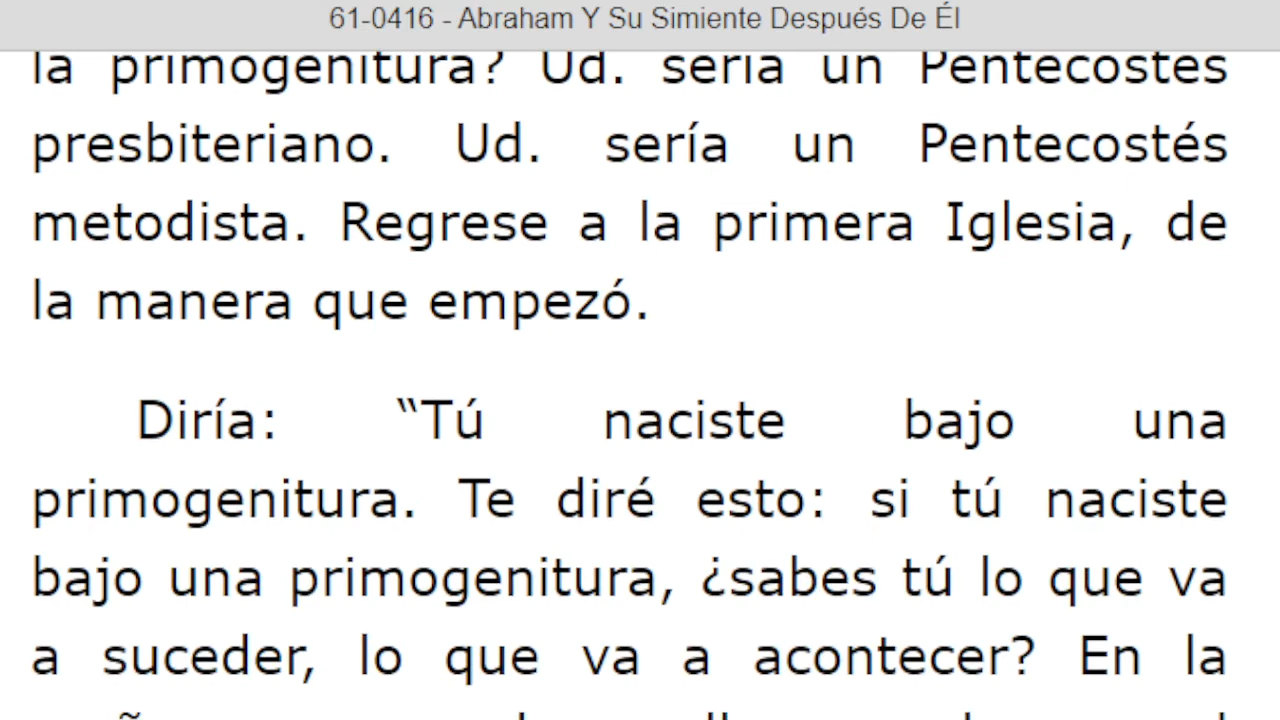 61-0416 - Abraham Y Su Simiente Después De Él
la primogenitura? Ud. sería un Pentecostés
presbiteriano. Ud. sería un Pentecostés
metodista. Regrese a la primera Iglesia, de
la manera que empezó.
Diría: “Tú naciste bajo una
primogenitura. Te diré esto: si tú naciste
bajo una primogenitura, ¿sabes tú lo que va
a suceder, lo que va a acontecer? En la